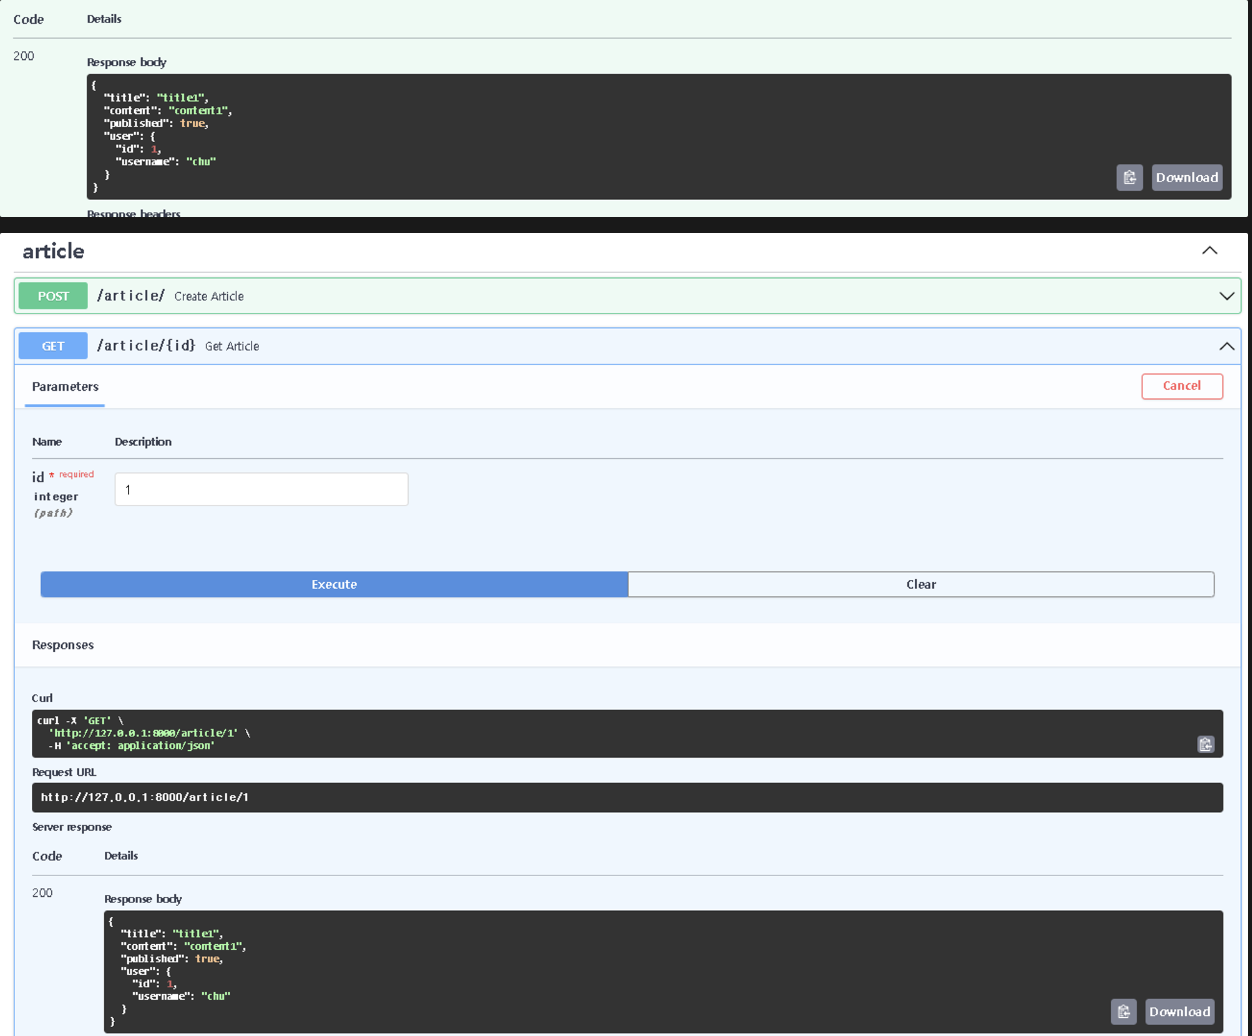 Code Details
200
Response body
{
  "title": "title1",
  "content": "content1",
  "published": true,
  "user": {
    "id": 1,
    "username": "chu"
  }
}
Download
Response headers
article
POST /article/ Create Article
GET /article/{id} Get Article
Parameters
Cancel
Name Description
id * required
integer
(path)
1
Execute Clear
Responses
Curl
curl -X 'GET' \
  'http://127.0.0.1:8000/article/1' \
  -H 'accept: application/json'
Request URL
http://127.0.0.1:8000/article/1
Server response
Code Details
200
Response body
{
  "title": "title1",
  "content": "content1",
  "published": true,
  "user": {
    "id": 1,
    "username": "chu"
  }
}
Download